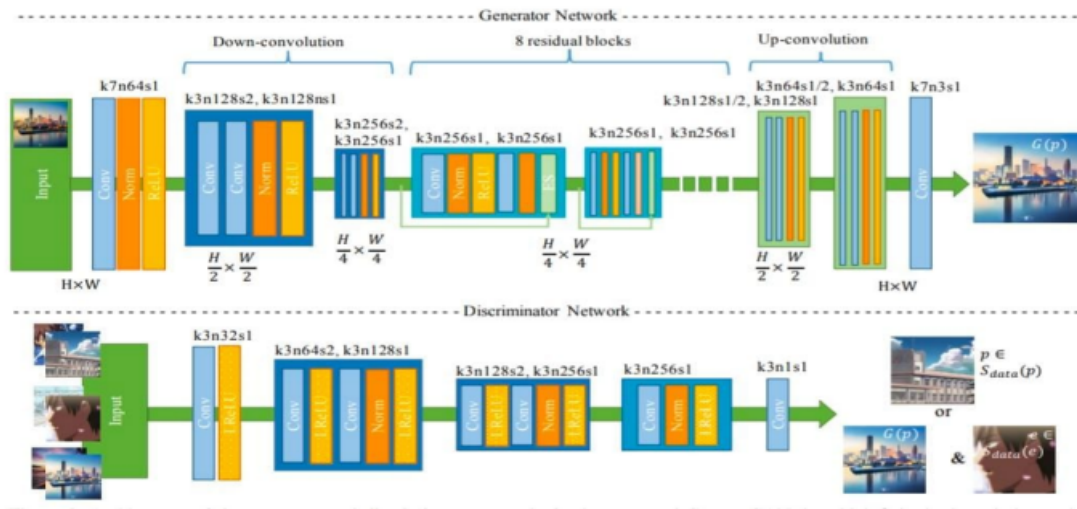 Generator Network
Down-convolution
8 residual blocks
Up-convolution
k7n64s1
k3n128s2, k3n128ns1
k3n256s2,
k3n256s1
k3n256s1, k3n256s1
k3n256s1, k3n256s1
k3n128s1/2, k3n128s1
k3n64s1/2, k3n64s1
k7n3s1
Input
Conv
Norm
ReLU
Conv
Conv
Norm
ReLU
Conv
Norm
ReLU
ES
Conv
G(p)
H×W
H/2 × W/2
H/4 × W/4
H/4 × W/4
H/2 × W/2
H×W
Discriminator Network
k3n32s1
k3n64s2, k3n128s1
k3n128s2, k3n256s1
k3n256s1
k3n1s1
Input
Conv
LReLU
Conv
LReLU
Conv
Norm
LReLU
Conv
LReLU
Conv
Norm
LReLU
Conv
Norm
LReLU
Conv
p ∈
S_data(p)
or
G(p)
&
e ∈
S_data(e)